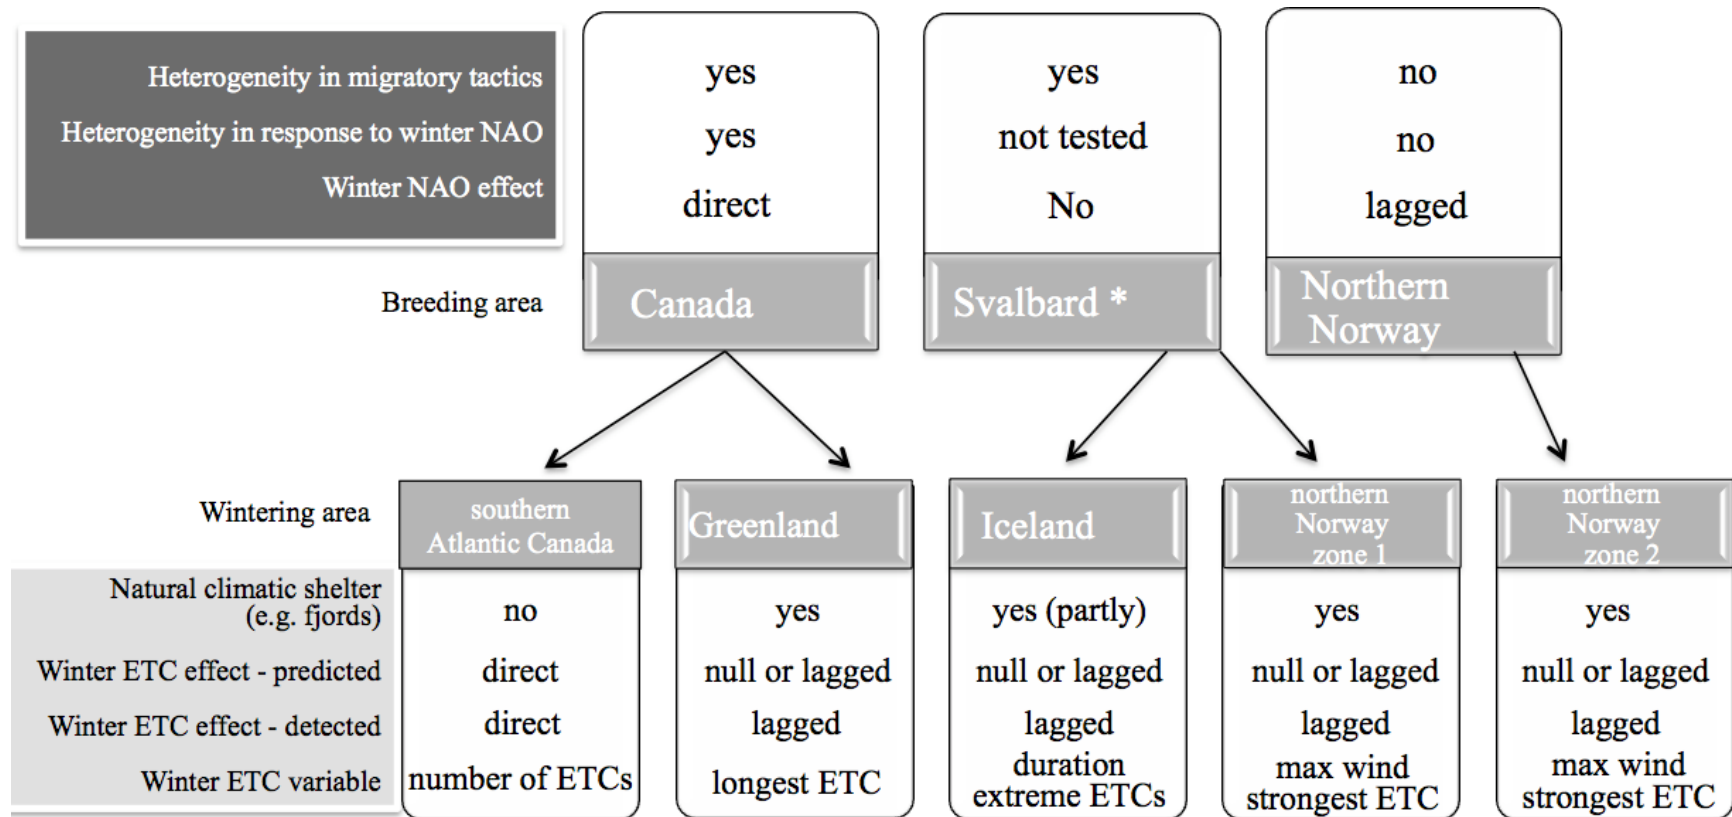 Heterogeneity in migratory tactics
Heterogeneity in response to winter NAO
Winter NAO effect
yes
yes
direct
yes
not tested
No
no
no
lagged
Breeding area
Canada
Svalbard *
Northern
Norway
Wintering area
southern
Atlantic Canada
Greenland
Iceland
northern
Norway
zone 1
northern
Norway
zone 2
Natural climatic shelter
(e.g. fjords)
no
yes
yes (partly)
yes
yes
Winter ETC effect - predicted
direct
null or lagged
null or lagged
null or lagged
null or lagged
Winter ETC effect - detected
direct
lagged
lagged
lagged
lagged
Winter ETC variable
number of ETCs
longest ETC
duration
extreme ETCs
max wind
strongest ETC
max wind
strongest ETC